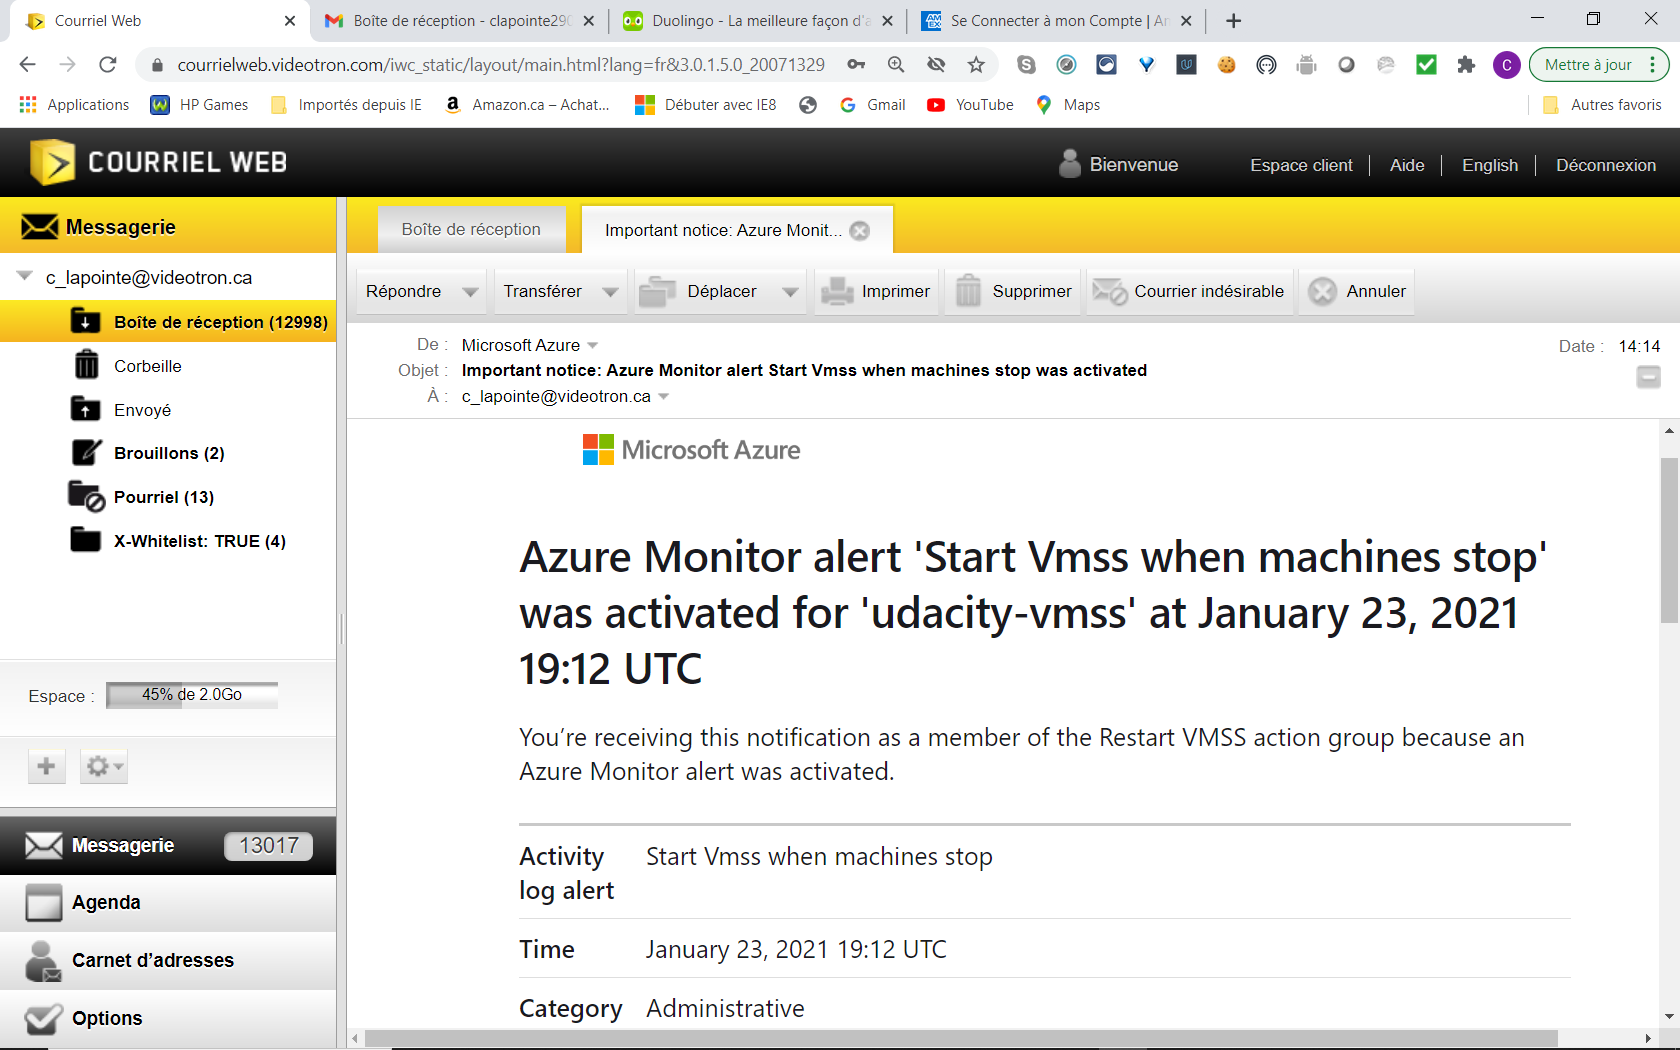 Courriel Web
Boîte de réception - clapointe290
Duolingo - La meilleure façon d'a
Se Connecter à mon Compte | Am
courrielweb.videotron.com/iwc_static/layout/main.html?lang=fr&3.0.1.5.0_20071329
C
Mettre à jour
Applications
HP Games
Importés depuis IE
Amazon.ca – Achat...
Débuter avec IE8
Gmail
YouTube
Maps
Autres favoris
COURRIEL WEB
Bienvenue
Espace client
Aide
English
Déconnexion
Messagerie
c_lapointe@videotron.ca
Boîte de réception (12998)
Corbeille
Envoyé
Brouillons (2)
Pourriel (13)
X-Whitelist: TRUE (4)
Espace : 45% de 2.0Go
Messagerie 13017
Agenda
Carnet d’adresses
Options
Boîte de réception
Important notice: Azure Monit...
Répondre
Transférer
Déplacer
Imprimer
Supprimer
Courrier indésirable
Annuler
De : Microsoft Azure
Date : 14:14
Objet : Important notice: Azure Monitor alert Start Vmss when machines stop was activated
À : c_lapointe@videotron.ca
Microsoft Azure
Azure Monitor alert 'Start Vmss when machines stop'
was activated for 'udacity-vmss' at January 23, 2021
19:12 UTC
You’re receiving this notification as a member of the Restart VMSS action group because an
Azure Monitor alert was activated.
Activity Start Vmss when machines stop
log alert
Time January 23, 2021 19:12 UTC
Category Administrative